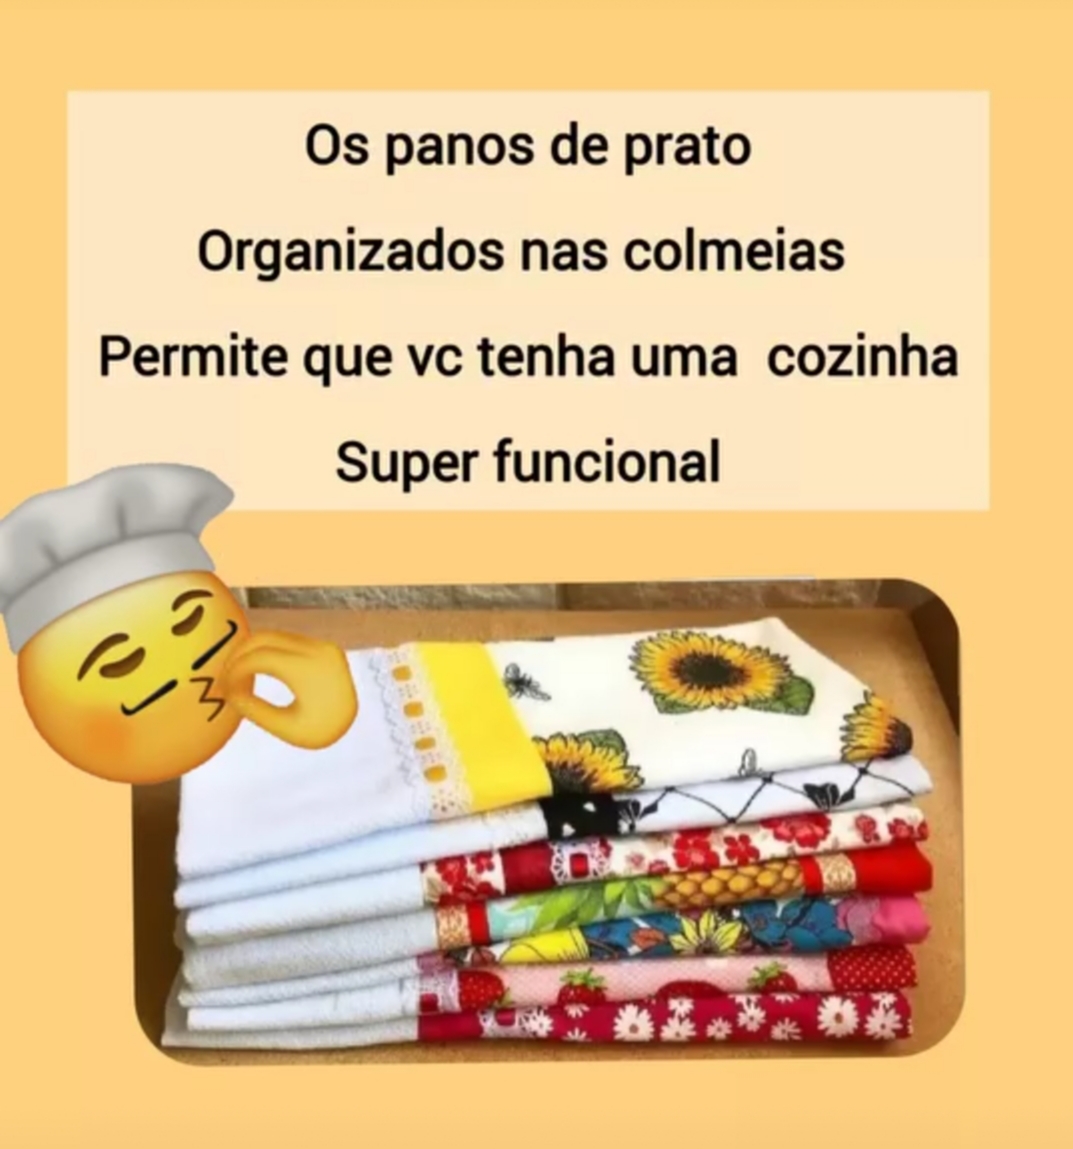 Os panos de prato
Organizados nas colmeias
Permite que vc tenha uma cozinha
Super funcional